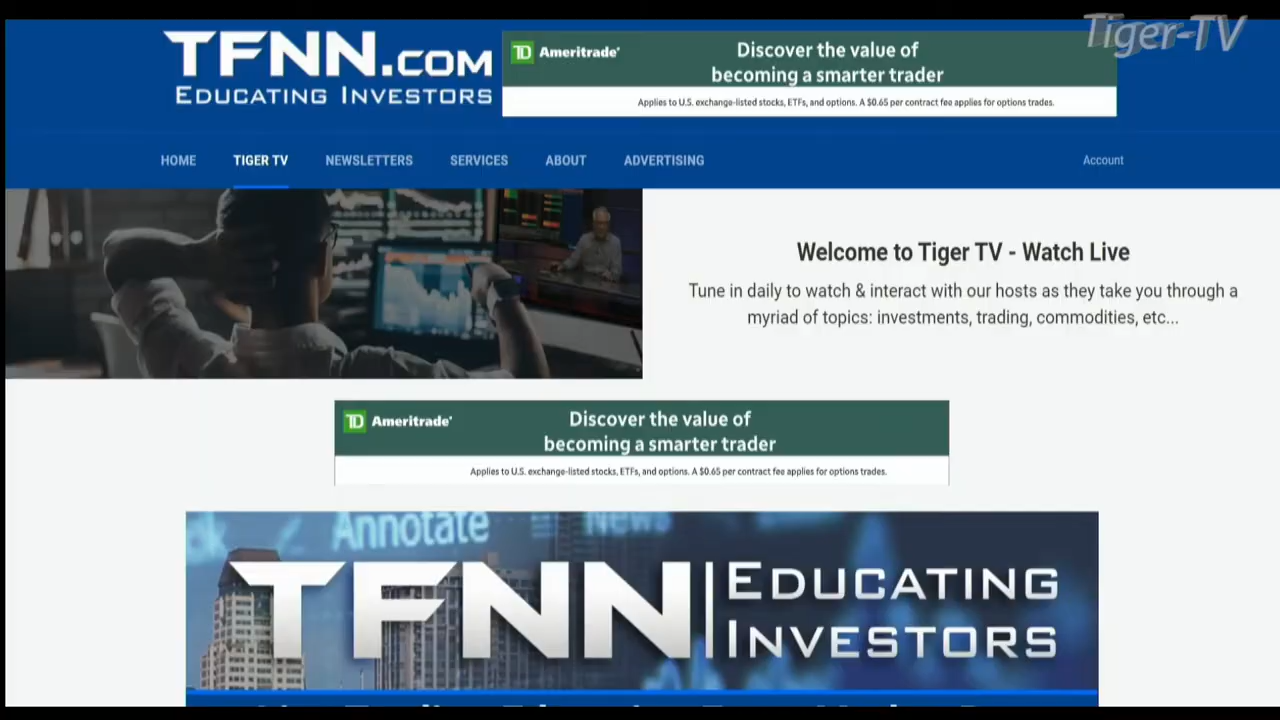 Tiger-TV
TFNN.COM
EDUCATING INVESTORS
TD Ameritrade
Discover the value of
becoming a smarter trader
Applies to U.S. exchange-listed stocks, ETFs, and options. A $0.65 per contract fee applies for options trades.
HOME TIGER TV NEWSLETTERS SERVICES ABOUT ADVERTISING Account
Welcome to Tiger TV - Watch Live
Tune in daily to watch & interact with our hosts as they take you through a
myriad of topics: investments, trading, commodities, etc...
TD Ameritrade
Discover the value of
becoming a smarter trader
Applies to U.S. exchange-listed stocks, ETFs, and options. A $0.65 per contract fee applies for options trades.
Annotate News
TFNN EDUCATING
INVESTORS